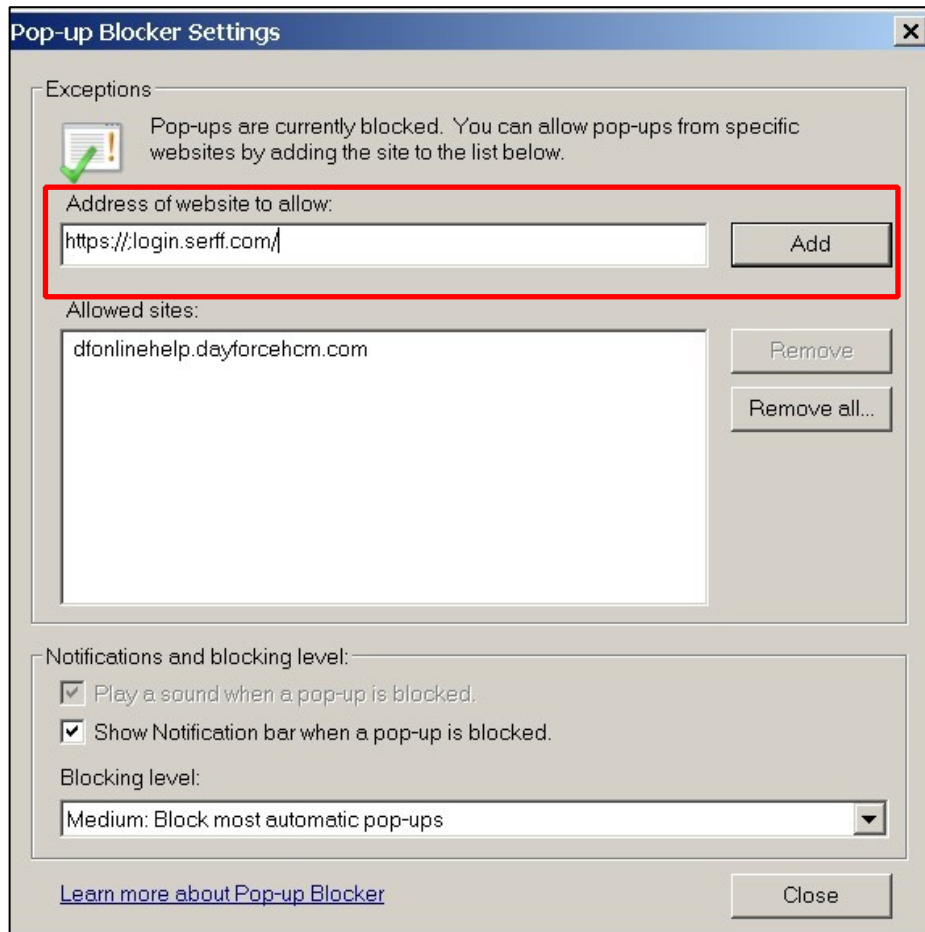 Pop-up Blocker Settings
Exceptions
Pop-ups are currently blocked. You can allow pop-ups from specific
websites by adding the site to the list below.
Address of website to allow:
https://;login.serff.com/
Add
Allowed sites:
dfonlinehelp.dayforcehcm.com
Remove
Remove all...
Notifications and blocking level:
Play a sound when a pop-up is blocked.
Show Notification bar when a pop-up is blocked.
Blocking level:
Medium: Block most automatic pop-ups
Learn more about Pop-up Blocker
Close